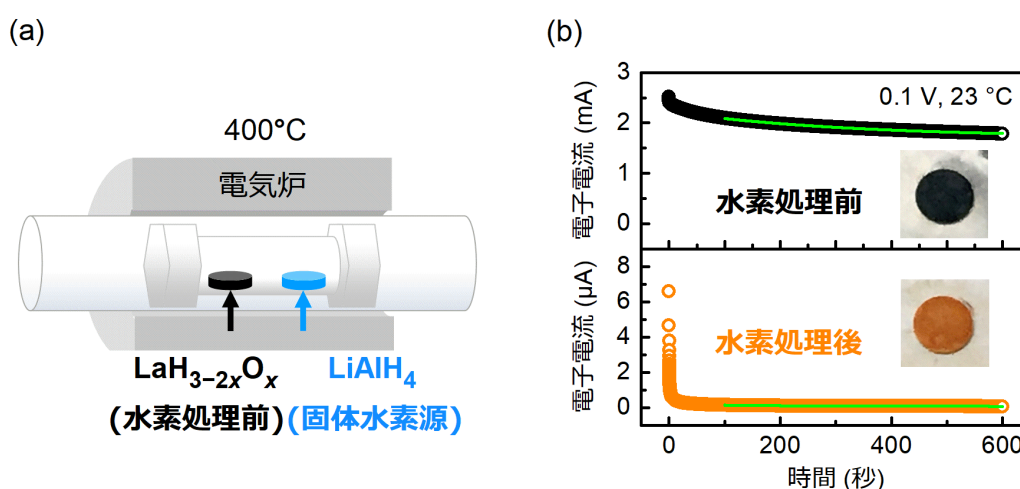 (a)
400°C
電気炉
LaH3−2xOx
(水素処理前)
LiAlH4
(固体水素源)
(b)
電子電流 (mA)
3
2
1
0
0.1 V, 23 °C
水素処理前
電子電流 (μA)
8
6
4
2
0
水素処理後
0
200
400
600
時間 (秒)